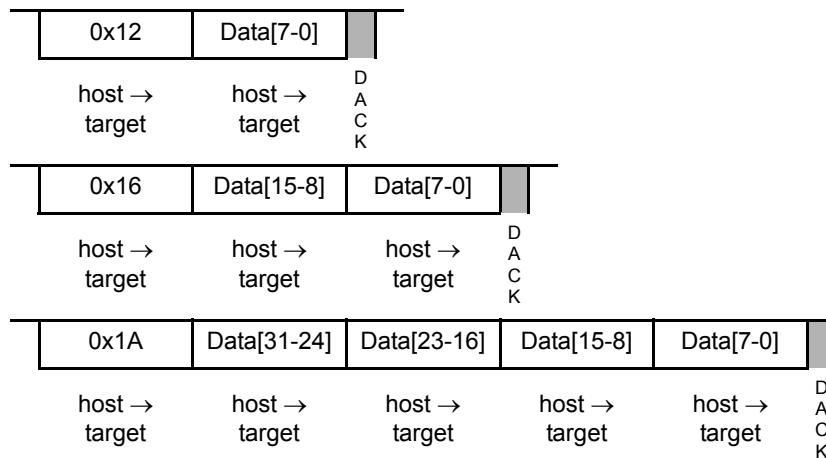 0x12 Data[7-0]
host → host →
target target
D
A
C
K
0x16 Data[15-8] Data[7-0]
host → host → host →
target target target
D
A
C
K
0x1A Data[31-24] Data[23-16] Data[15-8] Data[7-0]
host → host → host → host → host →
target target target target target
D
A
C
K